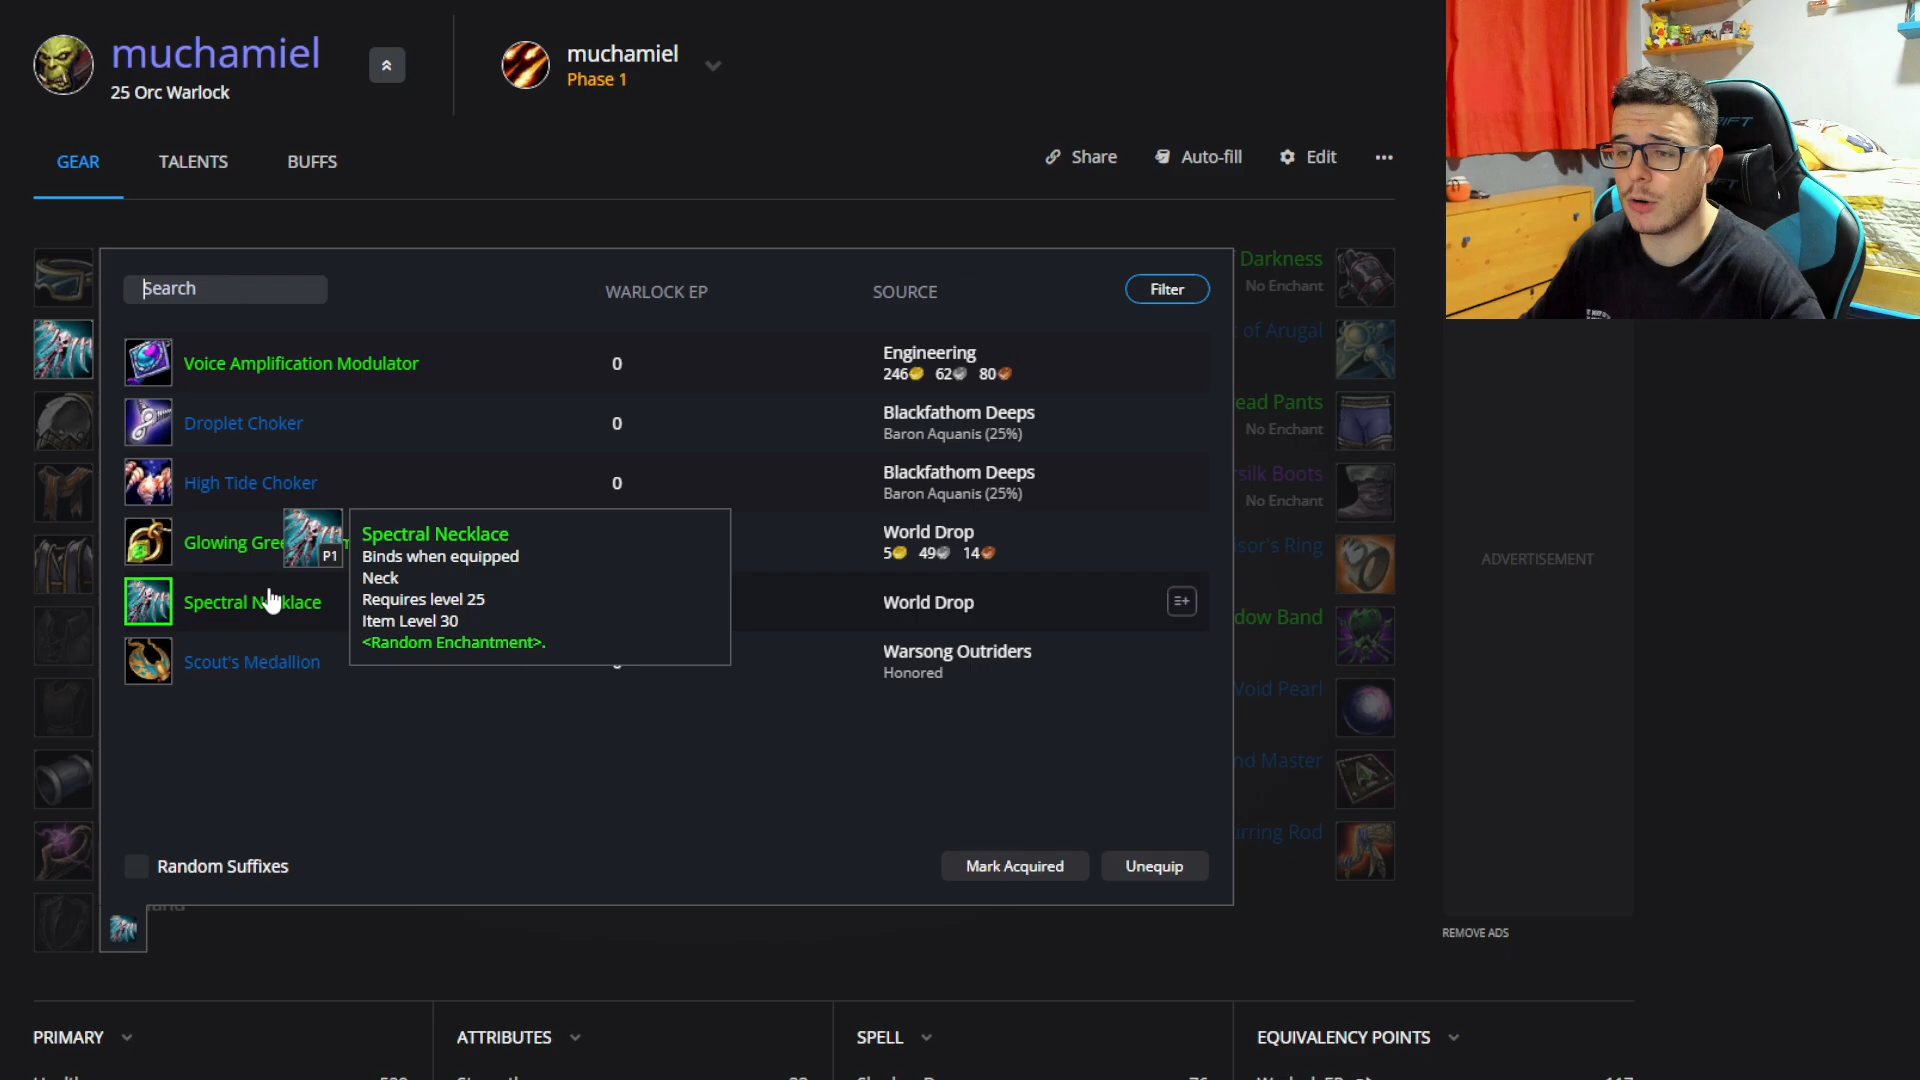 muchamiel
25 Orc Warlock
muchamiel
Phase 1
GEAR
TALENTS
BUFFS
Share
Auto-fill
Edit
Search
WARLOCK EP
SOURCE
Filter
Voice Amplification Modulator
0
Engineering
246 62 80
Droplet Choker
0
Blackfathom Deeps
Baron Aquanis (25%)
High Tide Choker
0
Blackfathom Deeps
Baron Aquanis (25%)
Glowing Gree
World Drop
5 49 14
Spectral Necklace
World Drop
Scout's Medallion
Warsong Outriders
Honored
P1
Spectral Necklace
Binds when equipped
Neck
Requires level 25
Item Level 30
<Random Enchantment>.
Random Suffixes
Mark Acquired
Unequip
Darkness
No Enchant
of Arugal
ead Pants
No Enchant
rsilk Boots
No Enchant
sor's Ring
dow Band
Void Pearl
nd Master
irring Rod
ADVERTISEMENT
REMOVE ADS
PRIMARY
ATTRIBUTES
SPELL
EQUIVALENCY POINTS